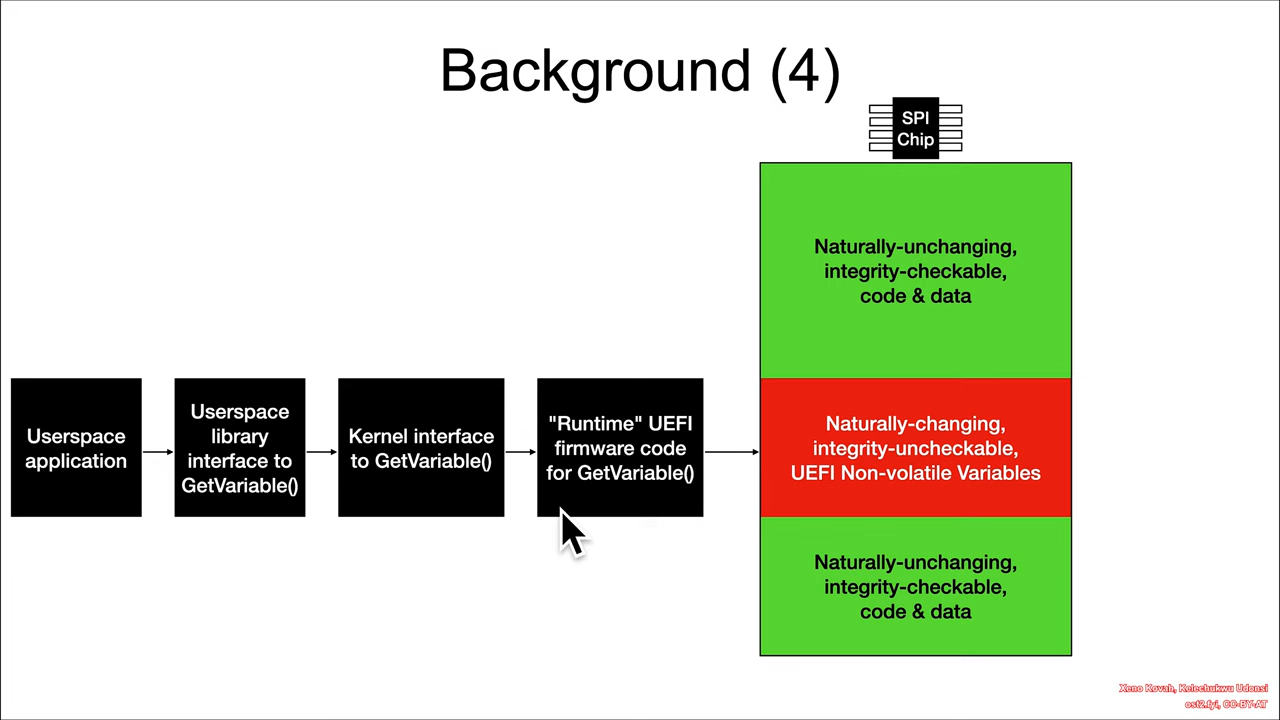 Background (4)
SPI
Chip
Naturally-unchanging,
integrity-checkable,
code & data
Userspace
application
Userspace
library
interface to
GetVariable()
Kernel interface
to GetVariable()
"Runtime" UEFI
firmware code
for GetVariable()
Naturally-changing,
integrity-uncheckable,
UEFI Non-volatile Variables
Naturally-unchanging,
integrity-checkable,
code & data
Xeno Kovah, Kelechukwu Udonsi
ost2.fyi, CC-BY-AT